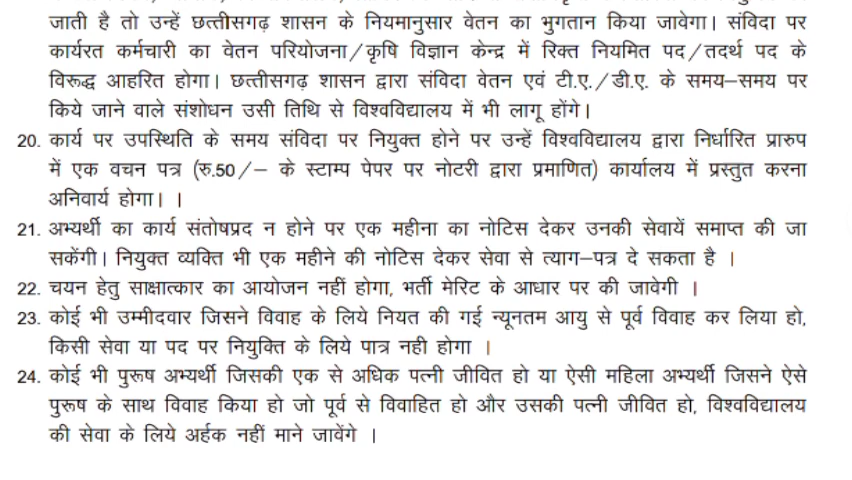 जाती है तो उन्हें छत्तीसगढ़ शासन के नियमानुसार वेतन का भुगतान किया जावेगा। संविदा पर
कार्यरत कर्मचारी का वेतन परियोजना/कृषि विज्ञान केन्द्र में रिक्त नियमित पद/तदर्थ पद के
विरूद्ध आहरित होगा। छत्तीसगढ़ शासन द्वारा संविदा वेतन एवं टी.ए./डी.ए. के समय–समय पर
किये जाने वाले संशोधन उसी तिथि से विश्वविद्यालय में भी लागू होंगे।
20. कार्य पर उपस्थिति के समय संविदा पर नियुक्त होने पर उन्हें विश्वविद्यालय द्वारा निर्धारित प्रारुप
में एक वचन पत्र (रु.50/– के स्टाम्प पेपर पर नोटरी द्वारा प्रमाणित) कार्यालय में प्रस्तुत करना
अनिवार्य होगा। ।
21. अभ्यर्थी का कार्य संतोषप्रद न होने पर एक महीना का नोटिस देकर उनकी सेवायें समाप्त की जा
सकेंगी। नियुक्त व्यक्ति भी एक महीने की नोटिस देकर सेवा से त्याग–पत्र दे सकता है ।
22. चयन हेतु साक्षात्कार का आयोजन नहीं होगा, भर्ती मेरिट के आधार पर की जावेगी ।
23. कोई भी उम्मीदवार जिसने विवाह के लिये नियत की गई न्यूनतम आयु से पूर्व विवाह कर लिया हो,
किसी सेवा या पद पर नियुक्ति के लिये पात्र नही होगा ।
24. कोई भी पुरूष अभ्यर्थी जिसकी एक से अधिक पत्नी जीवित हो या ऐसी महिला अभ्यर्थी जिसने ऐसे
पुरूष के साथ विवाह किया हो जो पूर्व से विवाहित हो और उसकी पत्नी जीवित हो, विश्वविद्यालय
की सेवा के लिये अर्हक नहीं माने जावेंगे ।